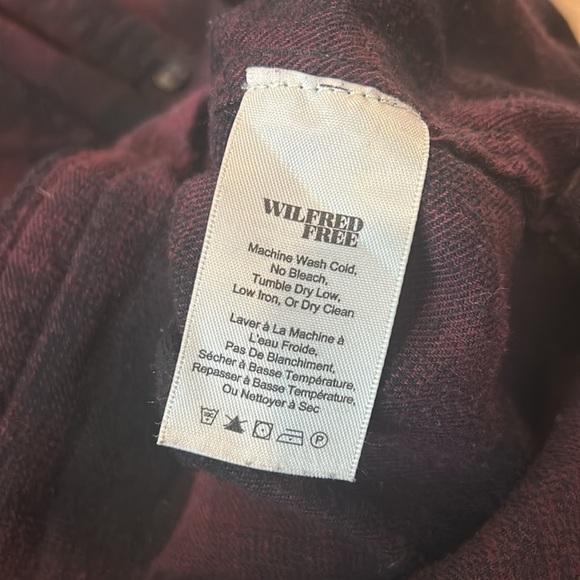 WILFRED
FREE
Machine Wash Cold,
No Bleach,
Tumble Dry Low,
Low Iron, Or Dry Clean
Laver à La Machine à
L'eau Froide,
Pas De Blanchiment,
Sécher à Basse Température,
Repasser à Basse Température,
Ou Nettoyer à Sec
P